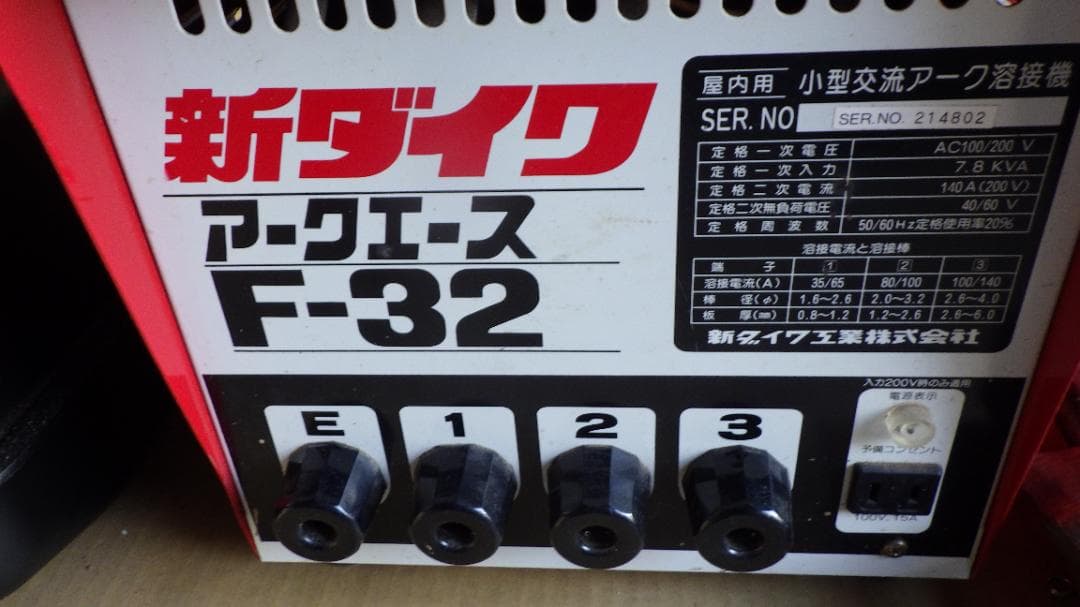 新ダイワ
アークエース
F-32
屋内用 小型交流アーク溶接機
SER.NO SER.NO. 214802
定格一次電圧 AC100/200 V
定格一次入力 7.8 KVA
定格二次電流 140A(200V)
定格二次無負荷電圧 40/60 V
定格周波数 50/60Hz定格使用率20%
溶接電流と溶接棒
端子 1 2 3
溶接電流(A) 35/65 80/100 100/140
棒径(φ) 1.6~2.6 2.0~3.2 2.6~4.0
板厚(mm) 0.8~1.2 1.2~2.6 2.6~6.0
新ダイワ工業株式会社
E 1 2 3
入力200V時のみ適用
電源表示
予備コンセント
100V.15A